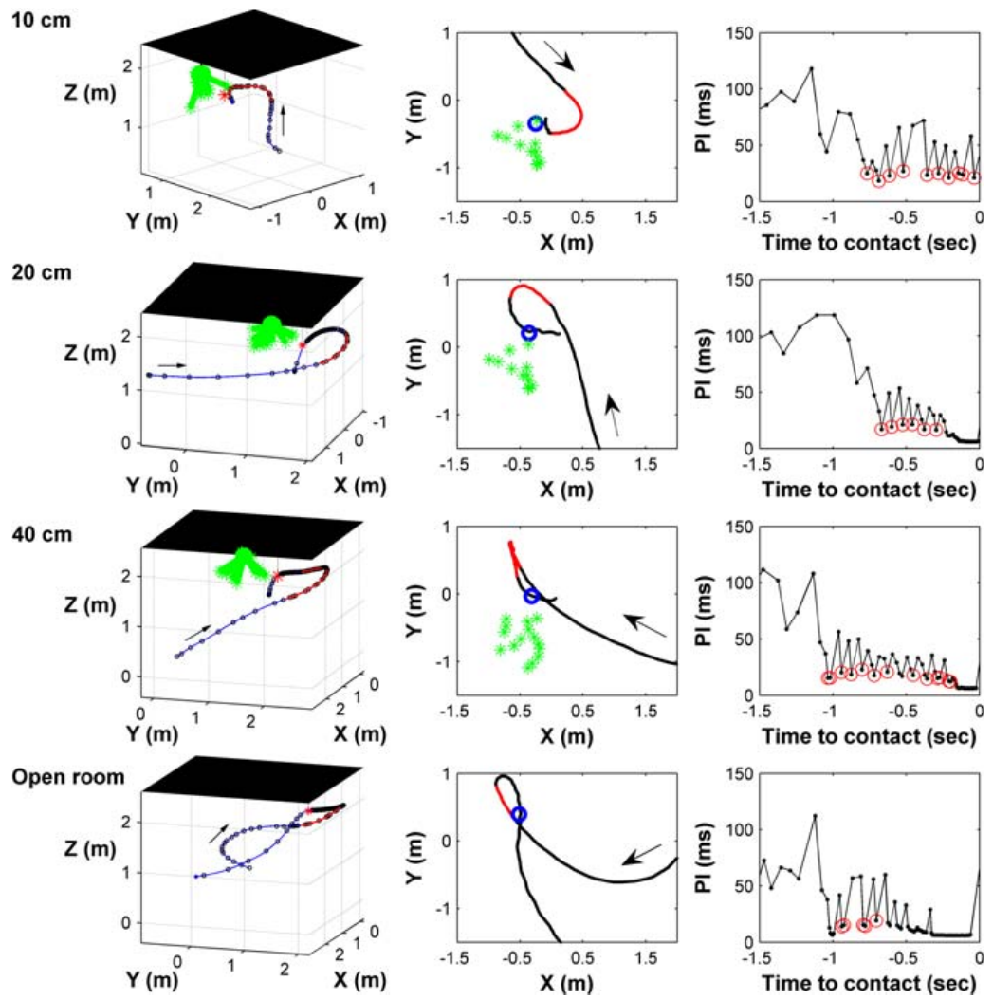 10 cm
Z (m)
2
1
1
2
Y (m)
-1
0
1
X (m)
Y (m)
1
0
-1
-1.5 -0.5 0.5 1.5
X (m)
PI (ms)
150
100
50
0
-1.5 -1 -0.5 0
Time to contact (sec)
20 cm
Z (m)
2
1
0
0
1
2
Y (m)
-1
0
1
X (m)
Y (m)
1
0
-1
-1.5 -0.5 0.5 1.5
X (m)
PI (ms)
150
100
50
0
-1.5 -1 -0.5 0
Time to contact (sec)
40 cm
Z (m)
2
1
0
0
1
2
Y (m)
0
1
2
X (m)
Y (m)
1
0
-1
-1.5 -0.5 0.5 1.5
X (m)
PI (ms)
150
100
50
0
-1.5 -1 -0.5 0
Time to contact (sec)
Open room
Z (m)
2
1
0
0
1
2
Y (m)
0
1
2
X (m)
Y (m)
1
0
-1
-1.5 -0.5 0.5 1.5
X (m)
PI (ms)
150
100
50
0
-1.5 -1 -0.5 0
Time to contact (sec)